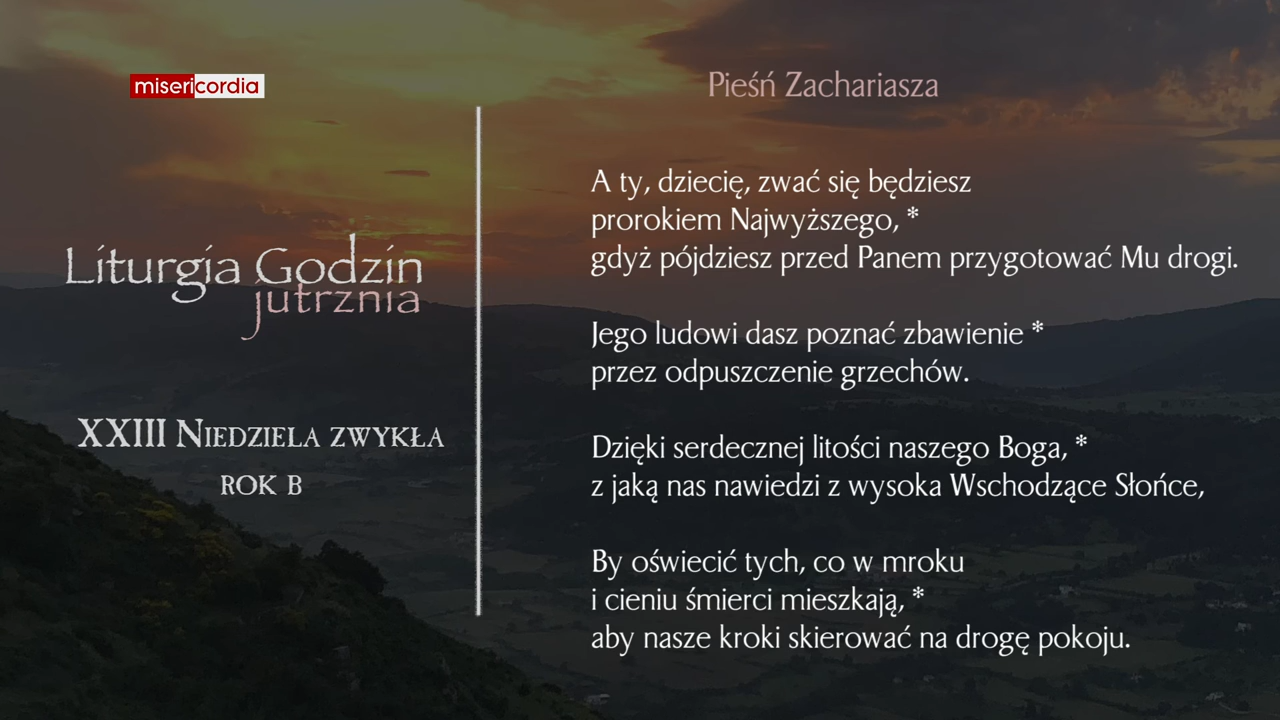 misericordia
Liturgia Godzin
jutrznia
XXIII Niedziela zwykła
rok B
Pieśń Zachariasza
A ty, dziecię, zwać się będziesz
prorokiem Najwyższego, *
gdyż pójdziesz przed Panem przygotować Mu drogi.
Jego ludowi dasz poznać zbawienie *
przez odpuszczenie grzechów.
Dzięki serdecznej litości naszego Boga, *
z jaką nas nawiedzi z wysoka Wschodzące Słońce,
By oświecić tych, co w mroku
i cieniu śmierci mieszkają, *
aby nasze kroki skierować na drogę pokoju.